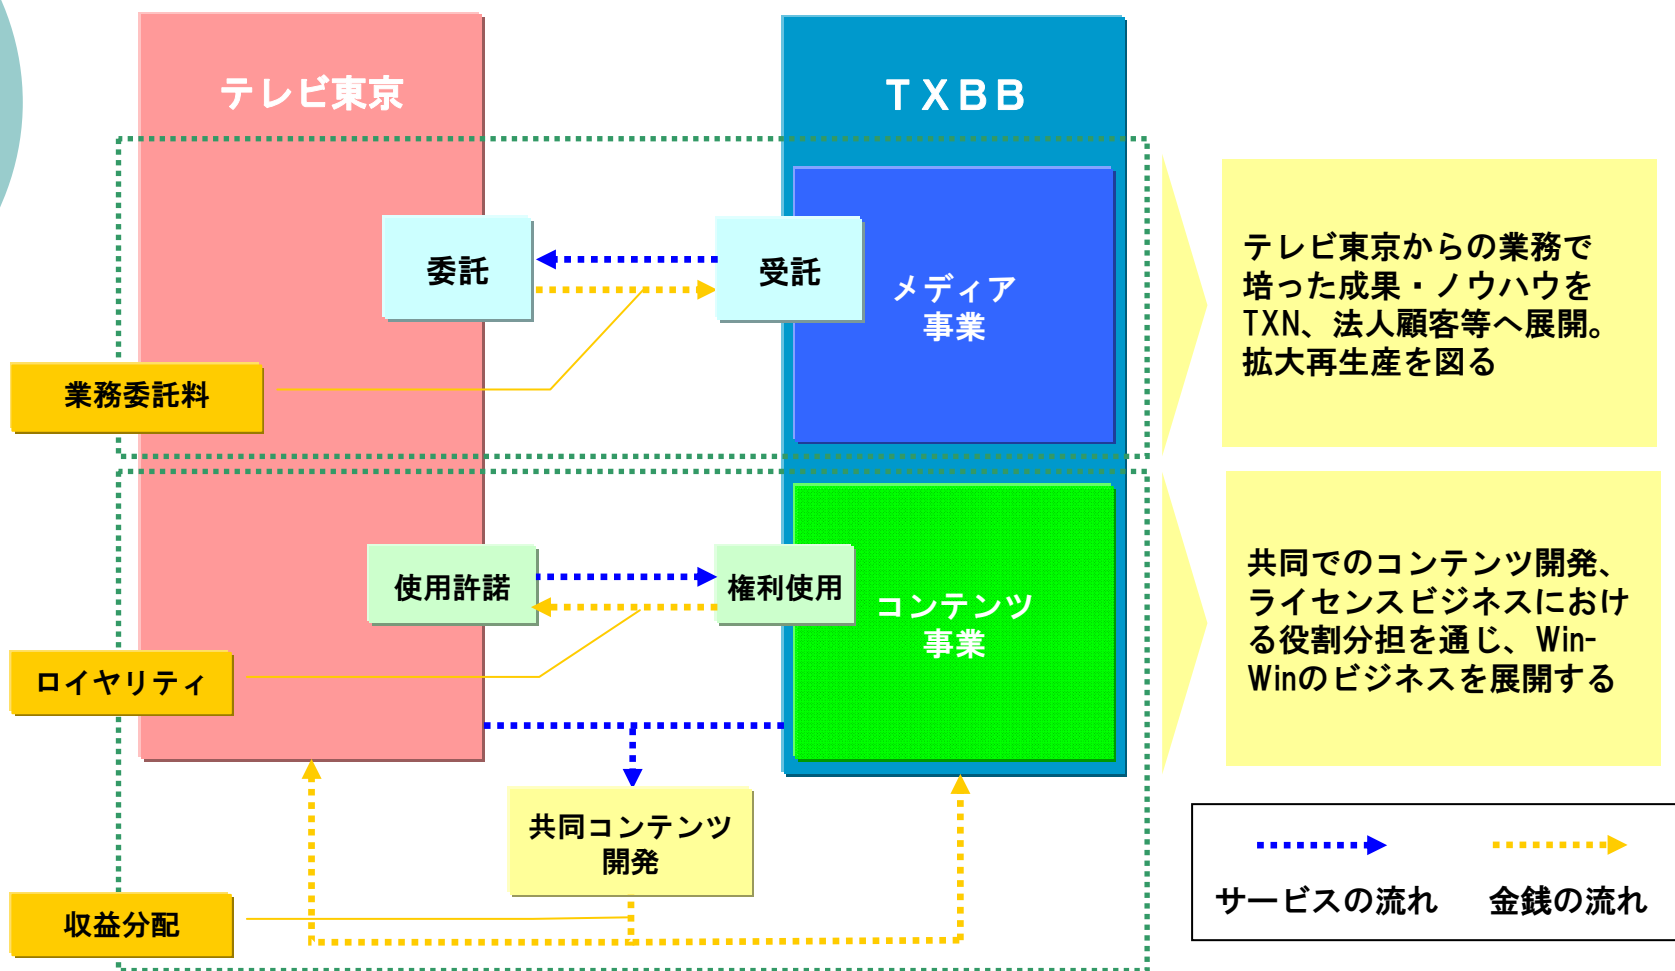 テレビ東京
ＴＸＢＢ
委託
受託
メディア
事業
業務委託料
テレビ東京からの業務で
培った成果・ノウハウを
TXN、法人顧客等へ展開。
拡大再生産を図る
使用許諾
権利使用
コンテンツ
事業
ロイヤリティ
共同でのコンテンツ開発、
ライセンスビジネスにおけ
る役割分担を通じ、Win-
Winのビジネスを展開する
共同コンテンツ
開発
収益分配
サービスの流れ
金銭の流れ